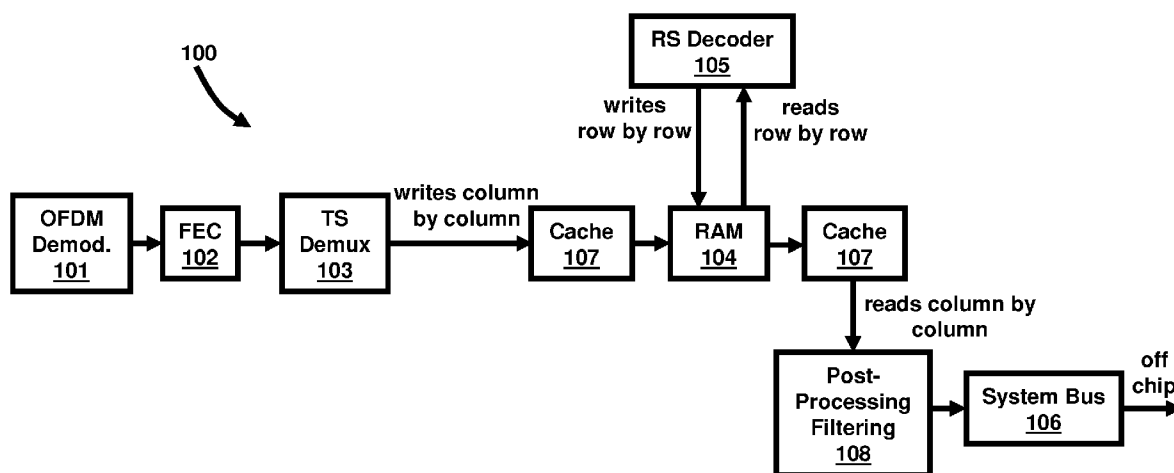 100
RS Decoder
105
writes
row by row
reads
row by row
writes column
by column
OFDM
Demod.
101
FEC
102
TS
Demux
103
Cache
107
RAM
104
Cache
107
reads column by
column
Post-
Processing
Filtering
108
System Bus
106
off
chip